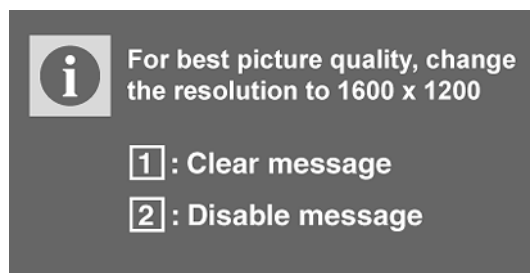 i
For best picture quality, change
the resolution to 1600 x 1200
1 : Clear message
2 : Disable message